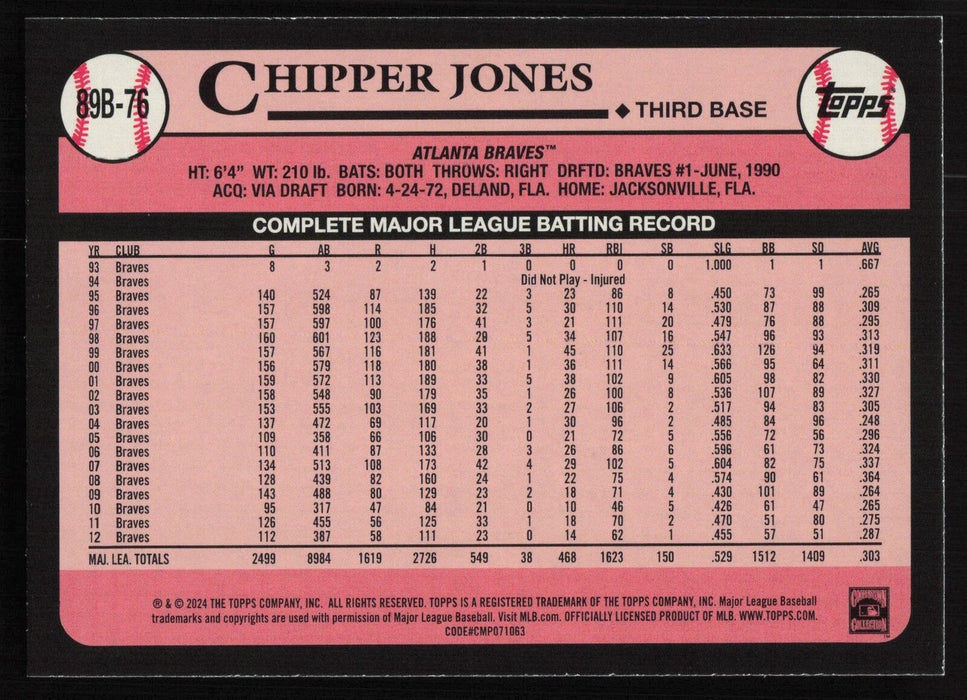 89B-76
CHIPPER JONES
◆ THIRD BASE
TOPPS®
ATLANTA BRAVES™
HT: 6'4" WT: 210 lb. BATS: BOTH THROWS: RIGHT DRFTD: BRAVES #1-JUNE, 1990
ACQ: VIA DRAFT BORN: 4-24-72, DELAND, FLA. HOME: JACKSONVILLE, FLA.
COMPLETE MAJOR LEAGUE BATTING RECORD
YR CLUB G AB R H 2B 3B HR RBI SB SLG BB SO AVG
93 Braves 8 3 2 2 1 0 0 0 0 1.000 1 1 .667
94 Braves Did Not Play - Injured
95 Braves 140 524 87 139 22 3 23 86 8 .450 73 99 .265
96 Braves 157 598 114 185 32 5 30 110 14 .530 87 88 .309
97 Braves 157 597 100 176 41 3 21 111 20 .479 76 88 .295
98 Braves 160 601 123 188 29 5 34 107 16 .547 96 93 .313
99 Braves 157 567 116 181 41 1 45 110 25 .633 126 94 .319
00 Braves 156 579 118 180 38 1 36 111 14 .566 95 64 .311
01 Braves 159 572 113 189 33 5 38 102 9 .605 98 82 .330
02 Braves 158 548 90 179 35 1 26 100 8 .536 107 89 .327
03 Braves 153 555 103 169 33 2 27 106 2 .517 94 83 .305
04 Braves 137 472 69 117 20 1 30 96 2 .485 84 96 .248
05 Braves 109 358 66 106 30 0 21 72 5 .556 72 56 .296
06 Braves 110 411 87 133 28 3 26 86 6 .596 61 73 .324
07 Braves 134 513 108 173 42 4 29 102 5 .604 82 75 .337
08 Braves 128 439 82 160 24 1 22 75 4 .574 90 61 .364
09 Braves 143 488 80 129 23 2 18 71 4 .430 101 89 .264
10 Braves 95 317 47 84 21 0 10 46 5 .426 61 47 .265
11 Braves 126 455 56 125 33 1 18 70 2 .470 51 80 .275
12 Braves 112 387 58 111 23 0 14 62 1 .455 57 51 .287
MAJ. LEA. TOTALS 2499 8984 1619 2726 549 38 468 1623 150 .529 1512 1409 .303
® & © 2024 THE TOPPS COMPANY, INC. ALL RIGHTS RESERVED. TOPPS IS A REGISTERED TRADEMARK OF THE TOPPS COMPANY, INC. Major League Baseball
trademarks and copyrights are used with permission of Major League Baseball. Visit MLB.com. OFFICIALLY LICENSED PRODUCT OF MLB. WWW.TOPPS.COM.
CODE#CMP071063
COOPERSTOWN
COLLECTION
™